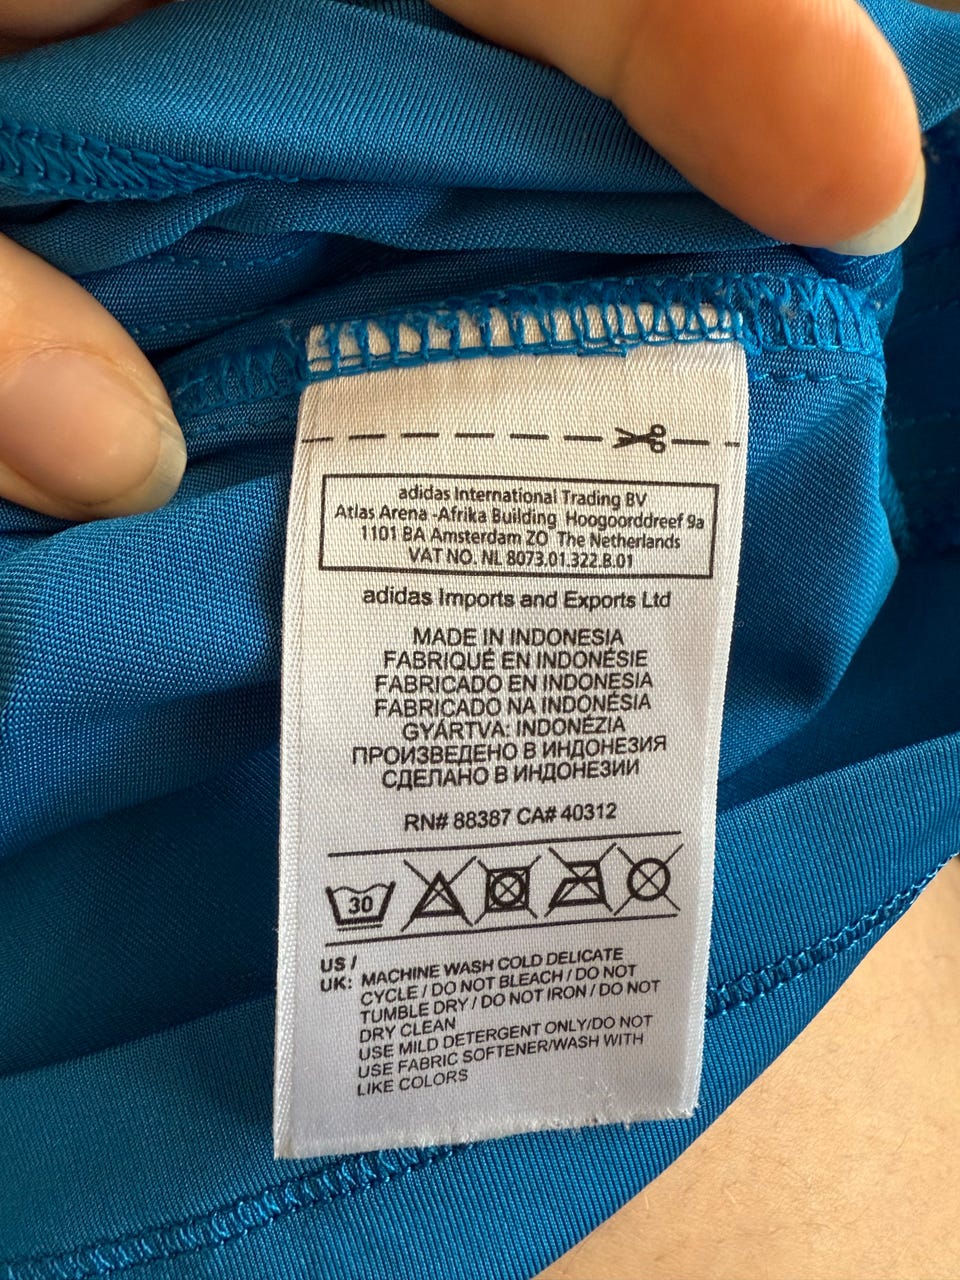 adidas International Trading BV
Atlas Arena -Afrika Building Hoogoorddreef 9a
1101 BA Amsterdam ZO The Netherlands
VAT NO. NL 8073.01.322.B.01
adidas Imports and Exports Ltd
MADE IN INDONESIA
FABRIQUÉ EN INDONÉSIE
FABRICADO EN INDONESIA
FABRICADO NA INDONÉSIA
GYÁRTVA: INDONÉZIA
ПРОИЗВЕДЕНО В ИНДОНЕЗИЯ
СДЕЛАНО В ИНДОНЕЗИИ
RN# 88387 CA# 40312
30
US /
UK: MACHINE WASH COLD DELICATE
CYCLE / DO NOT BLEACH / DO NOT
TUMBLE DRY / DO NOT IRON / DO NOT
DRY CLEAN
USE MILD DETERGENT ONLY/DO NOT
USE FABRIC SOFTENER/WASH WITH
LIKE COLORS